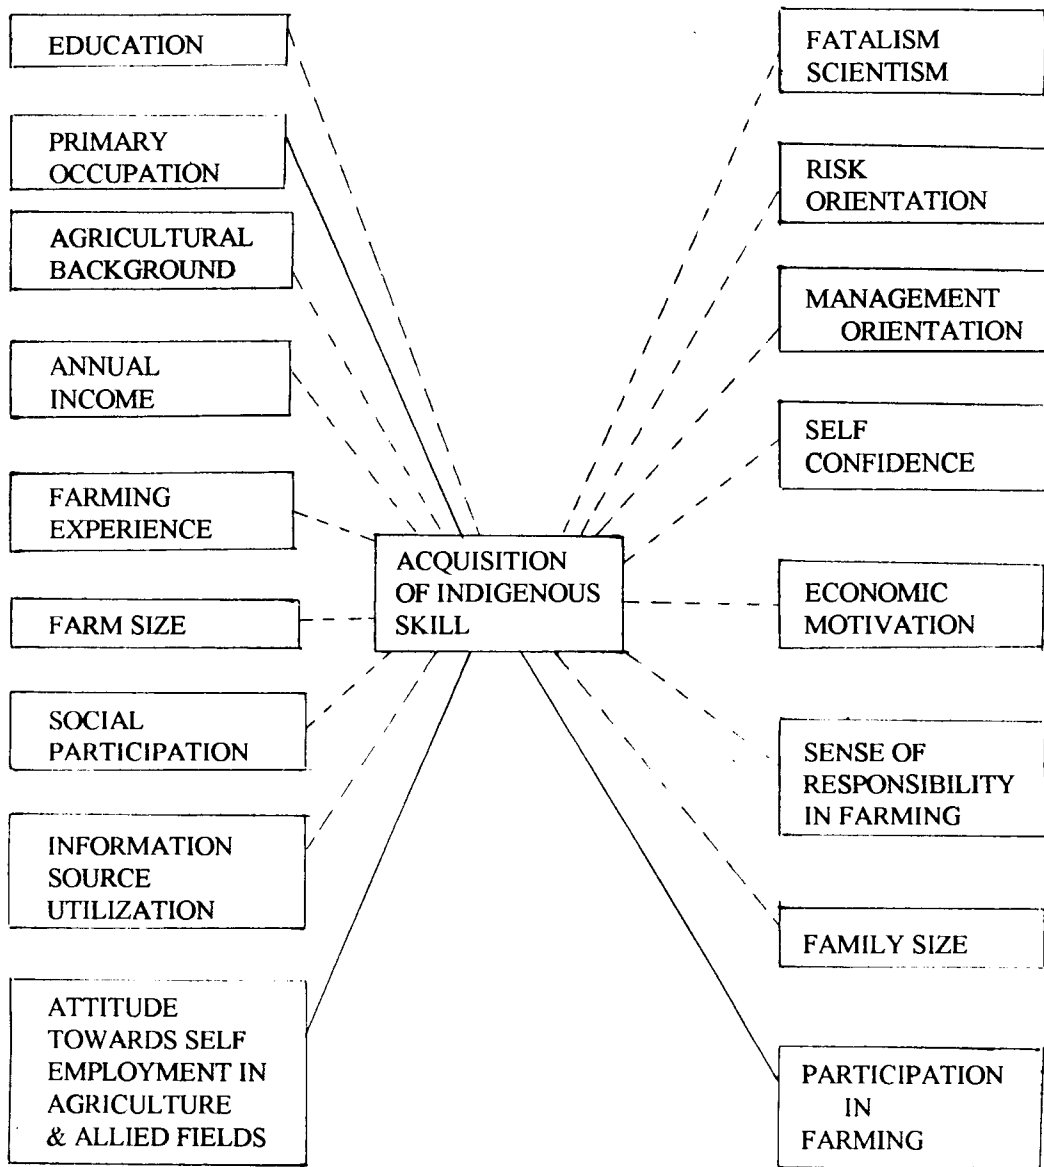 EDUCATION
PRIMARY
OCCUPATION
AGRICULTURAL
BACKGROUND
ANNUAL
INCOME
FARMING
EXPERIENCE
FARM SIZE
SOCIAL
PARTICIPATION
INFORMATION
SOURCE
UTILIZATION
ATTITUDE
TOWARDS SELF
EMPLOYMENT IN
AGRICULTURE
& ALLIED FIELDS
ACQUISITION
OF INDIGENOUS
SKILL
FATALISM
SCIENTISM
RISK
ORIENTATION
MANAGEMENT
ORIENTATION
SELF
CONFIDENCE
ECONOMIC
MOTIVATION
SENSE OF
RESPONSIBILITY
IN FARMING
FAMILY SIZE
PARTICIPATION
IN
FARMING